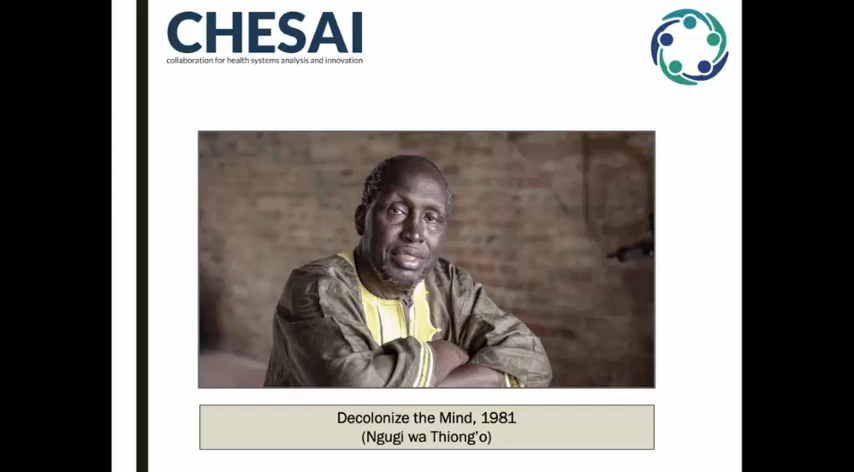 CHESAI
collaboration for health systems analysis and innovation
Decolonize the Mind, 1981
(Ngugi wa Thiong'o)